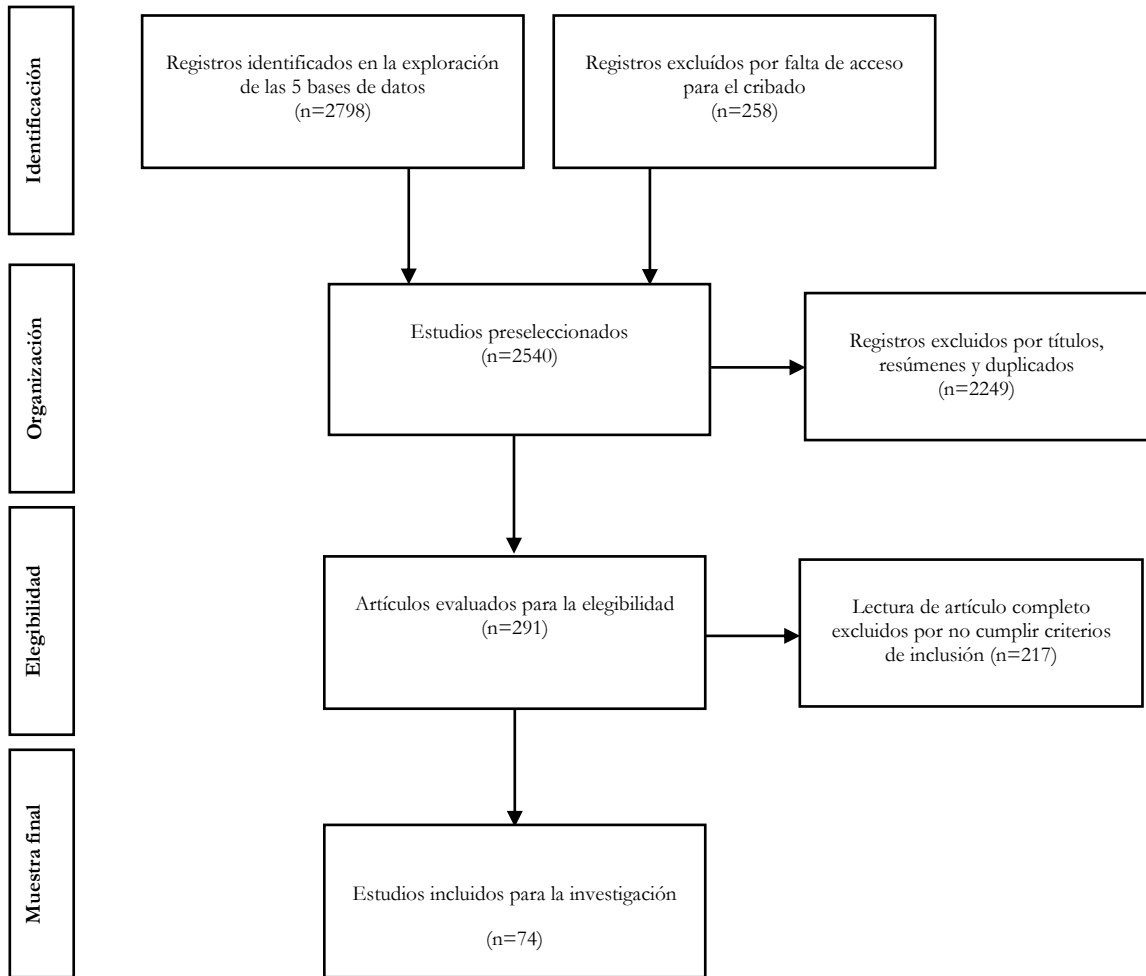 Identificación
Registros identificados en la exploración
de las 5 bases de datos
(n=2798)
Registros excluídos por falta de acceso
para el cribado
(n=258)
Organización
Estudios preseleccionados
(n=2540)
Registros excluidos por títulos,
resúmenes y duplicados
(n=2249)
Elegibilidad
Artículos evaluados para la elegibilidad
(n=291)
Lectura de artículo completo
excluidos por no cumplir criterios
de inclusión (n=217)
Muestra final
Estudios incluidos para la investigación
(n=74)